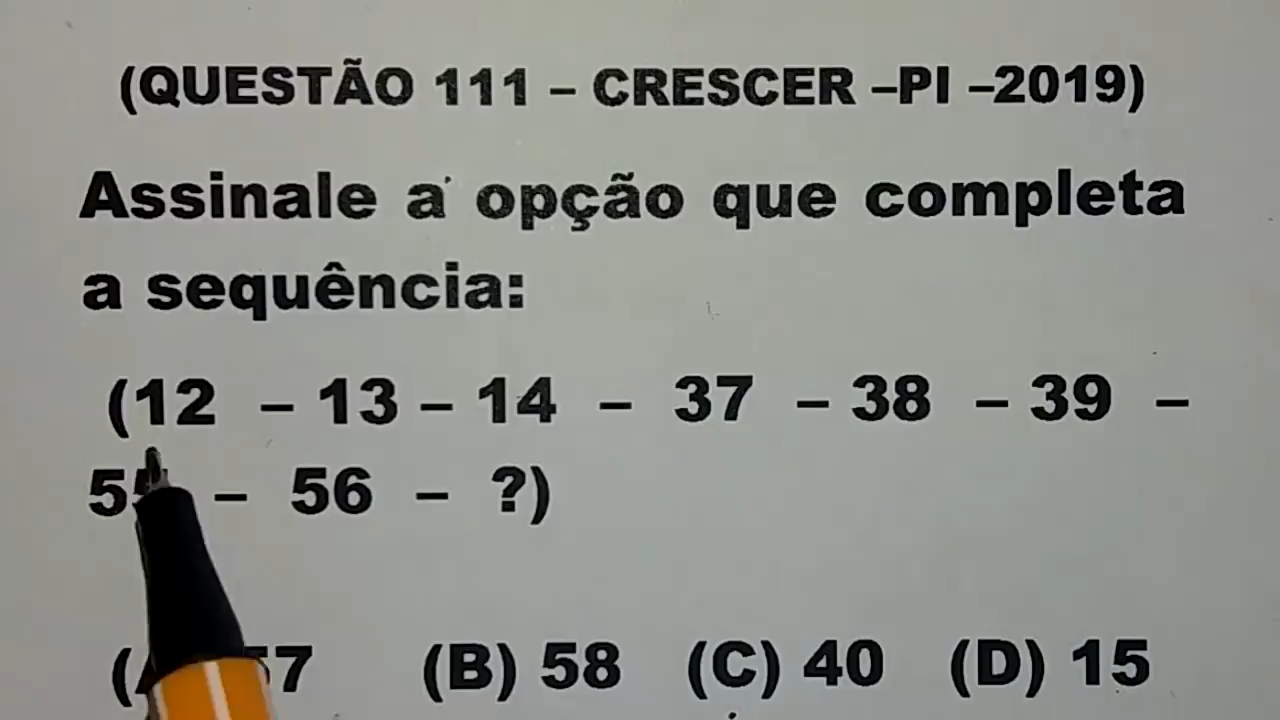 (QUESTÃO 111 – CRESCER –PI –2019)
Assinale a opção que completa
a sequência:
(12 – 13 – 14 – 37 – 38 – 39 –
– 56 – ?)
(B) 58 (C) 40 (D) 15